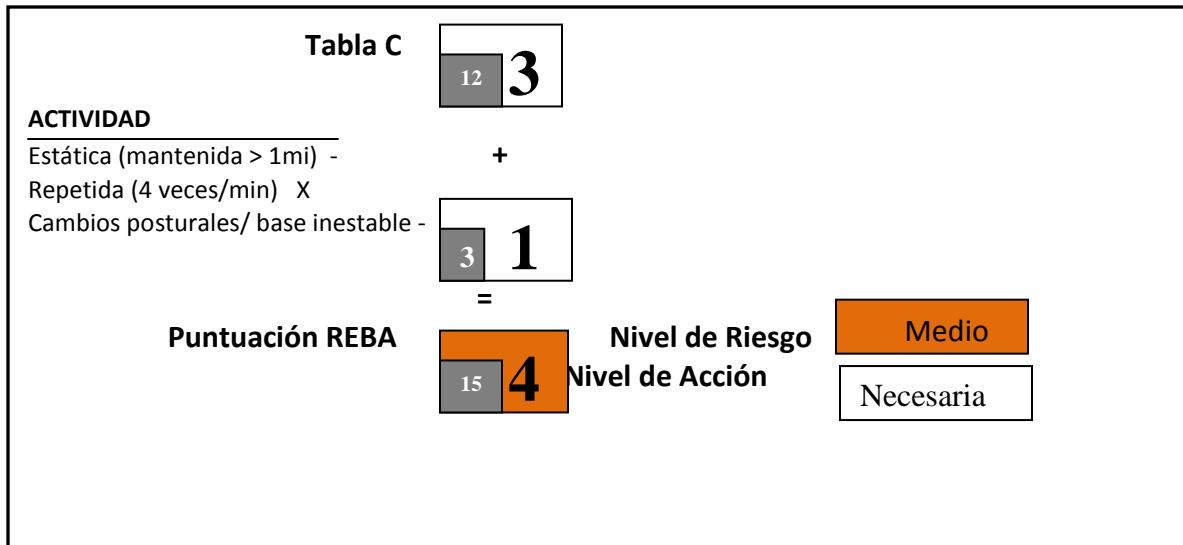 Tabla C
12 3
ACTIVIDAD
Estática (mantenida > 1mi) -
+
Repetida (4 veces/min) X
Cambios posturales/ base inestable -
3 1
=
Puntuación REBA
Nivel de Riesgo
Medio
15 4
Nivel de Acción
Necesaria